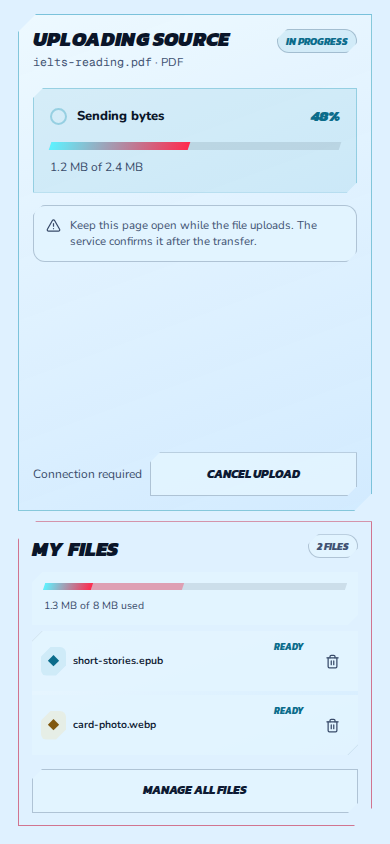 UPLOADING SOURCE
IN PROGRESS
ielts-reading.pdf · PDF
Sending bytes
48%
1.2 MB of 2.4 MB
Keep this page open while the file uploads. The
service confirms it after the transfer.
Connection required
CANCEL UPLOAD
MY FILES
2 FILES
1.3 MB of 8 MB used
READY
short-stories.epub
READY
card-photo.webp
MANAGE ALL FILES